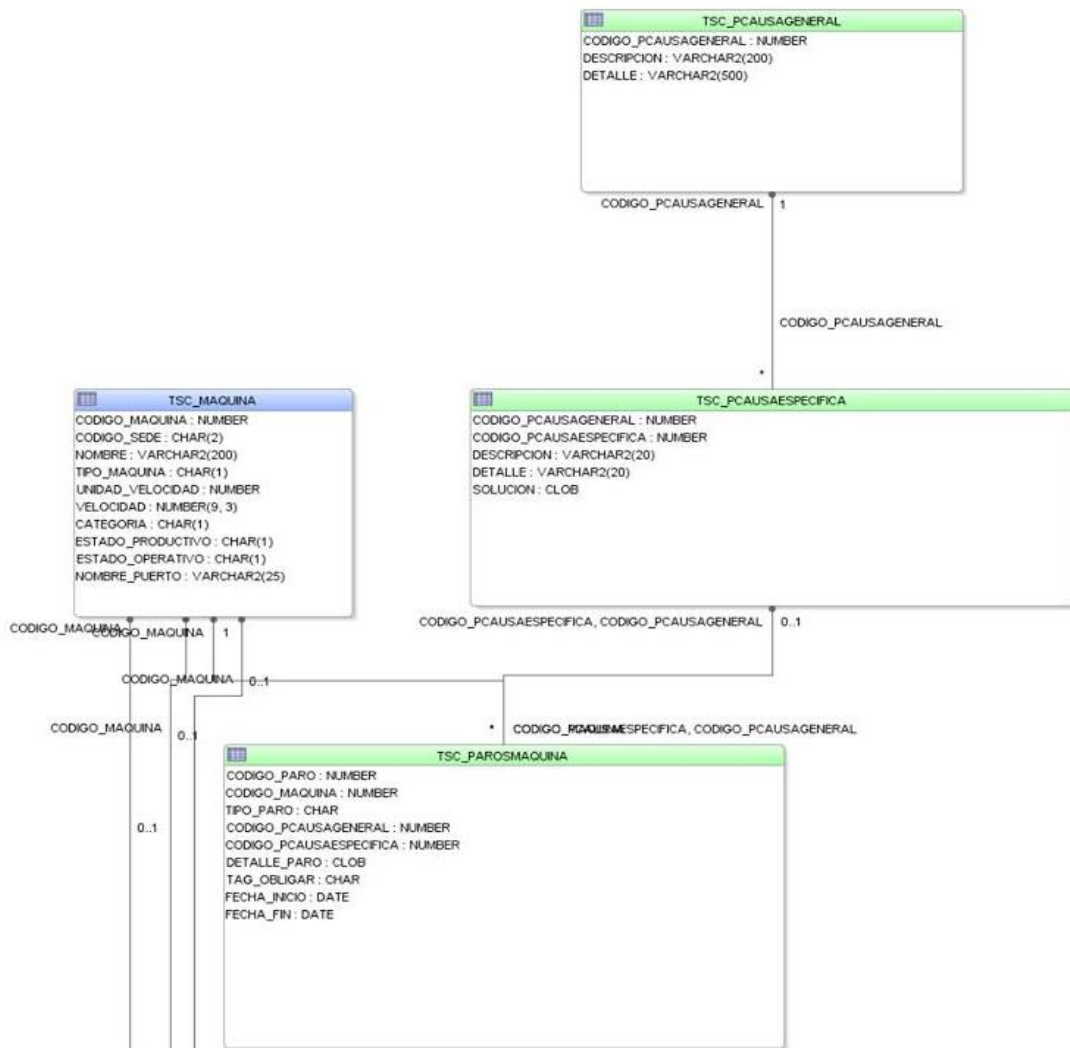 TSC_PCAUSAGENERAL
CODIGO_PCAUSAGENERAL : NUMBER
DESCRIPCION : VARCHAR2(200)
DETALLE : VARCHAR2(500)
CODIGO_PCAUSAGENERAL 1
CODIGO_PCAUSAGENERAL
*
TSC_MAQUINA
CODIGO_MAQUINA : NUMBER
CODIGO_SEDE : CHAR(2)
NOMBRE : VARCHAR2(200)
TIPO_MAQUINA : CHAR(1)
UNIDAD_VELOCIDAD : NUMBER
VELOCIDAD : NUMBER(9, 3)
CATEGORIA : CHAR(1)
ESTADO_PRODUCTIVO : CHAR(1)
ESTADO_OPERATIVO : CHAR(1)
NOMBRE_PUERTO : VARCHAR2(25)
TSC_PCAUSAESPECIFICA
CODIGO_PCAUSAGENERAL : NUMBER
CODIGO_PCAUSAESPECIFICA : NUMBER
DESCRIPCION : VARCHAR2(20)
DETALLE : VARCHAR2(20)
SOLUCION : CLOB
CODIGO_MAQUINA
CODIGO_MAQUINA 1
CODIGO_PCAUSAESPECIFICA, CODIGO_PCAUSAGENERAL 0..1
CODIGO_MAQUINA 0..1
CODIGO_MAQUINA 0..1
* CODIGO_PCAUSAESPECIFICA, CODIGO_PCAUSAGENERAL
0..1
TSC_PAROSMAQUINA
CODIGO_PARO : NUMBER
CODIGO_MAQUINA : NUMBER
TIPO_PARO : CHAR
CODIGO_PCAUSAGENERAL : NUMBER
CODIGO_PCAUSAESPECIFICA : NUMBER
DETALLE_PARO : CLOB
TAG_OBLIGAR : CHAR
FECHA_INICIO : DATE
FECHA_FIN : DATE